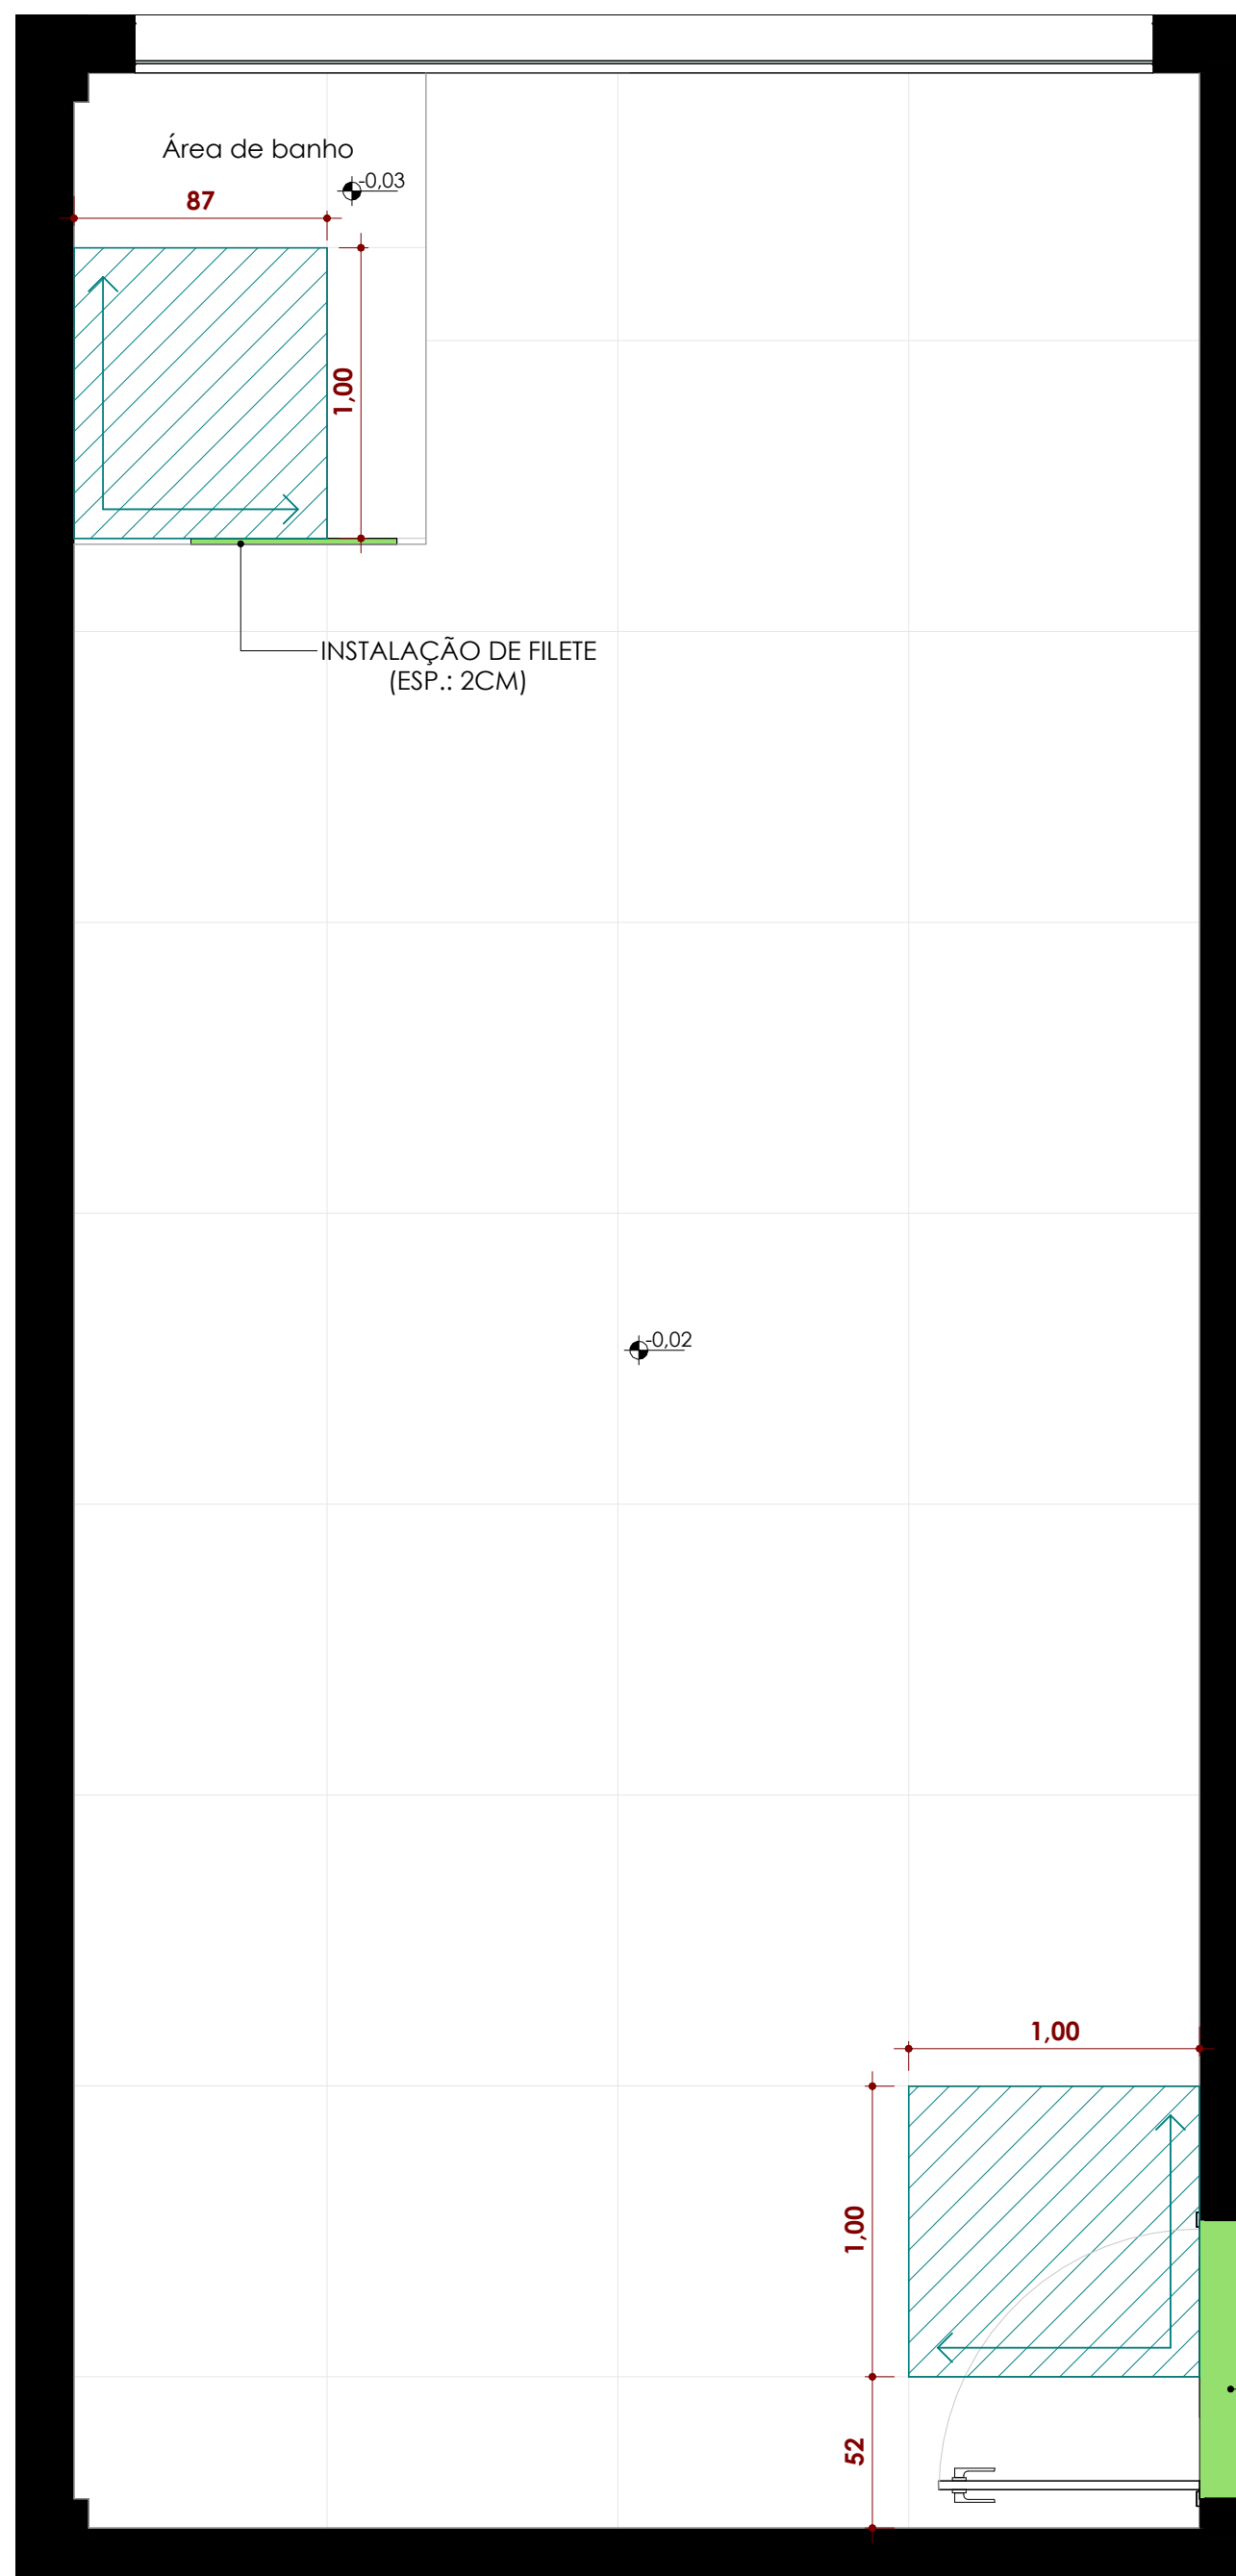 Área de banho
-0,03
87
1,00
INSTALAÇÃO DE FILETE
(ESP.: 2CM)
-0,02
1,00
1,00
52